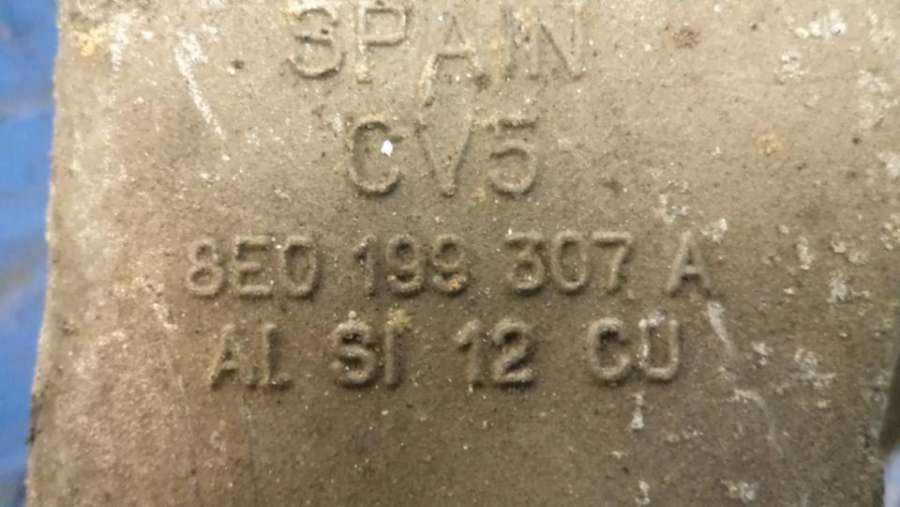 SPAIN
CV5
8E0 199 307 A
AL SI 12 CU